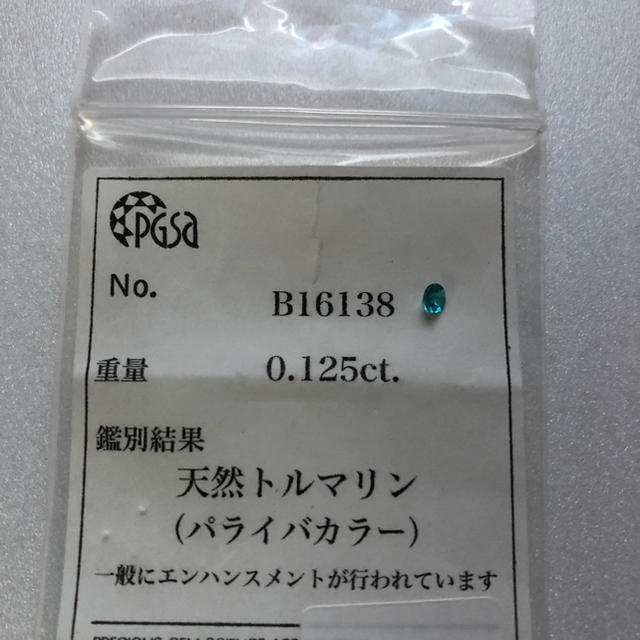 PGSa
No. B16138
重量 0.125ct.
鑑別結果
天然トルマリン
(パライバカラー)
一般にエンハンスメントが行われています